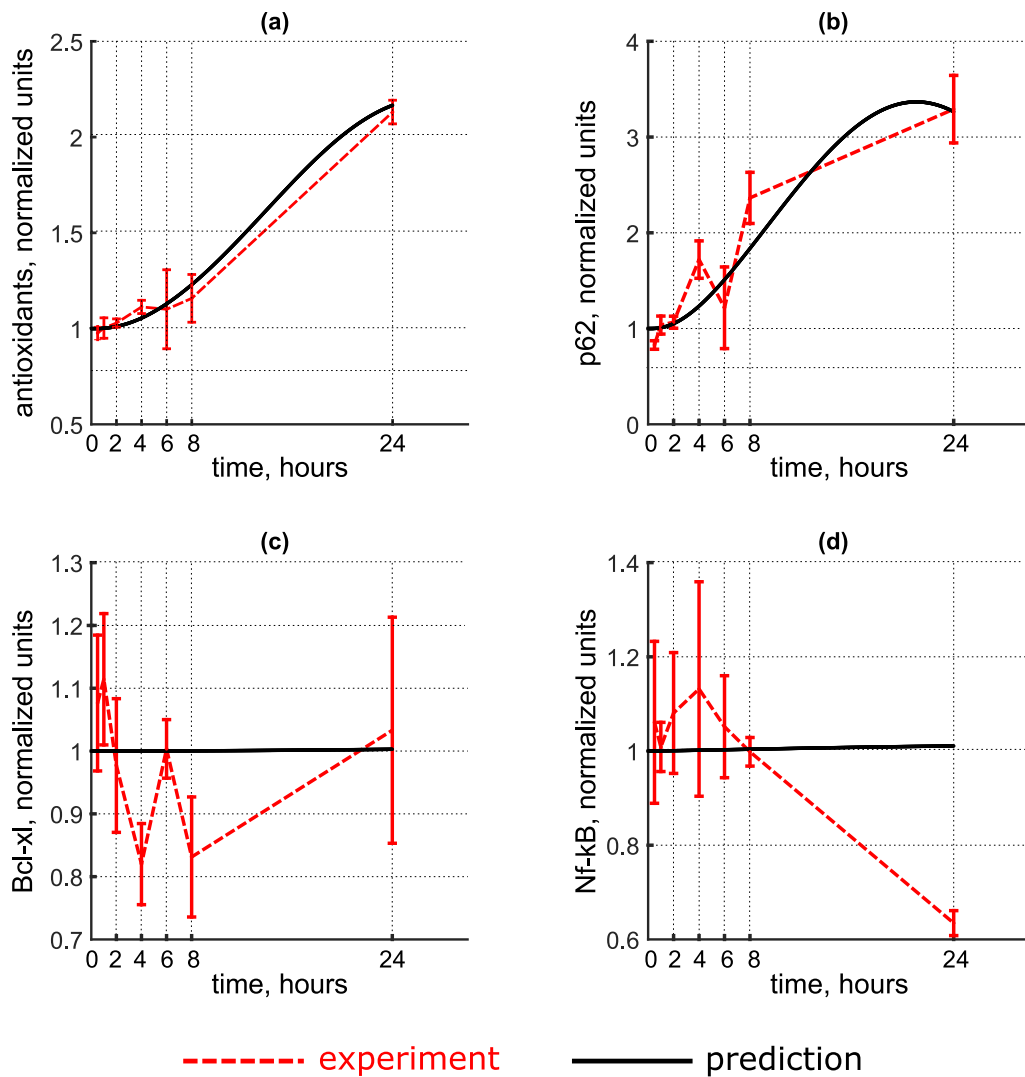 (a)
antioxidants, normalized units
2.5
2
1.5
1
0.5
0 2 4 6 8 24
time, hours
(b)
p62, normalized units
4
3
2
1
0
0 2 4 6 8 24
time, hours
(c)
Bcl-xl, normalized units
1.3
1.2
1.1
1
0.9
0.8
0.7
0 2 4 6 8 24
time, hours
(d)
Nf-kB, normalized units
1.4
1.2
1
0.8
0.6
0 2 4 6 8 24
time, hours
experiment prediction